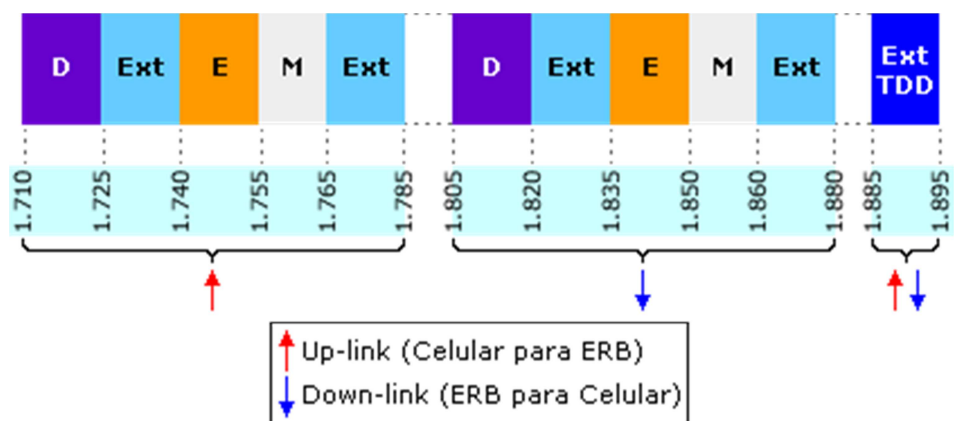 D Ext E M Ext D Ext E M Ext Ext
TDD
1.710 1.725 1.740 1.755 1.765 1.785 1.805 1.820 1.835 1.850 1.860 1.880 1.885 1.895
Up-link (Celular para ERB)
Down-link (ERB para Celular)